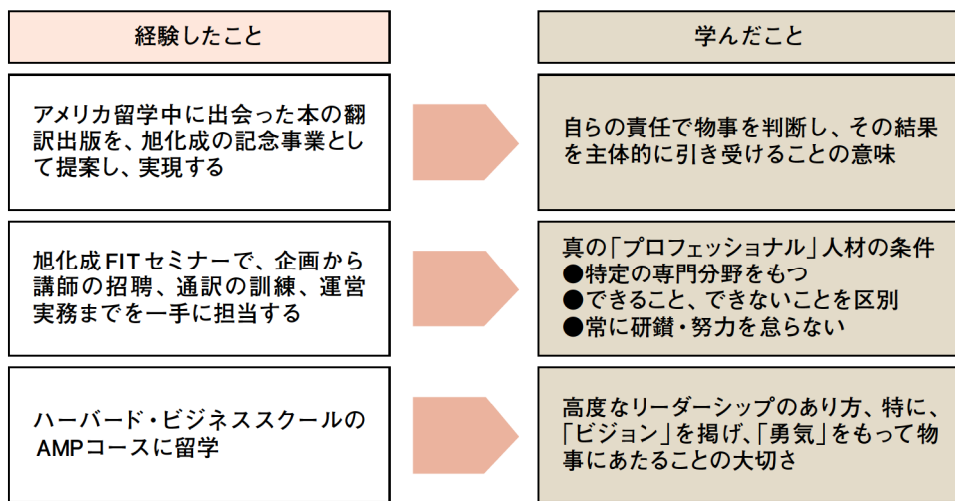 経験したこと
学んだこと
アメリカ留学中に出会った本の翻
訳出版を、旭化成の記念事業とし
て提案し、実現する
自らの責任で物事を判断し、その結果
を主体的に引き受けることの意味
旭化成FITセミナーで、企画から
講師の招聘、通訳の訓練、運営
実務までを一手に担当する
真の「プロフェッショナル」人材の条件
●特定の専門分野をもつ
●できること、できないことを区別
●常に研鑚・努力を怠らない
ハーバード・ビジネススクールの
AMPコースに留学
高度なリーダーシップのあり方、特に、
「ビジョン」を掲げ、「勇気」をもって物
事にあたることの大切さ